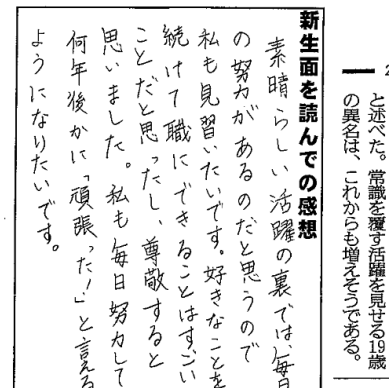 と述べた。常識を覆す活躍を見せる19歳
の異名は、これからも増えそうである。
新生面を読んでの感想
素晴らしい活躍の裏では、毎日
の努力があるのだと思うので
私も見習いたいです。好きなことを
続けて職にできることはすごい
ことだと思ったし、尊敬すると
思いました。私も毎日努力して
何年後かに「頑張った!」と言える
ようになりたいです。